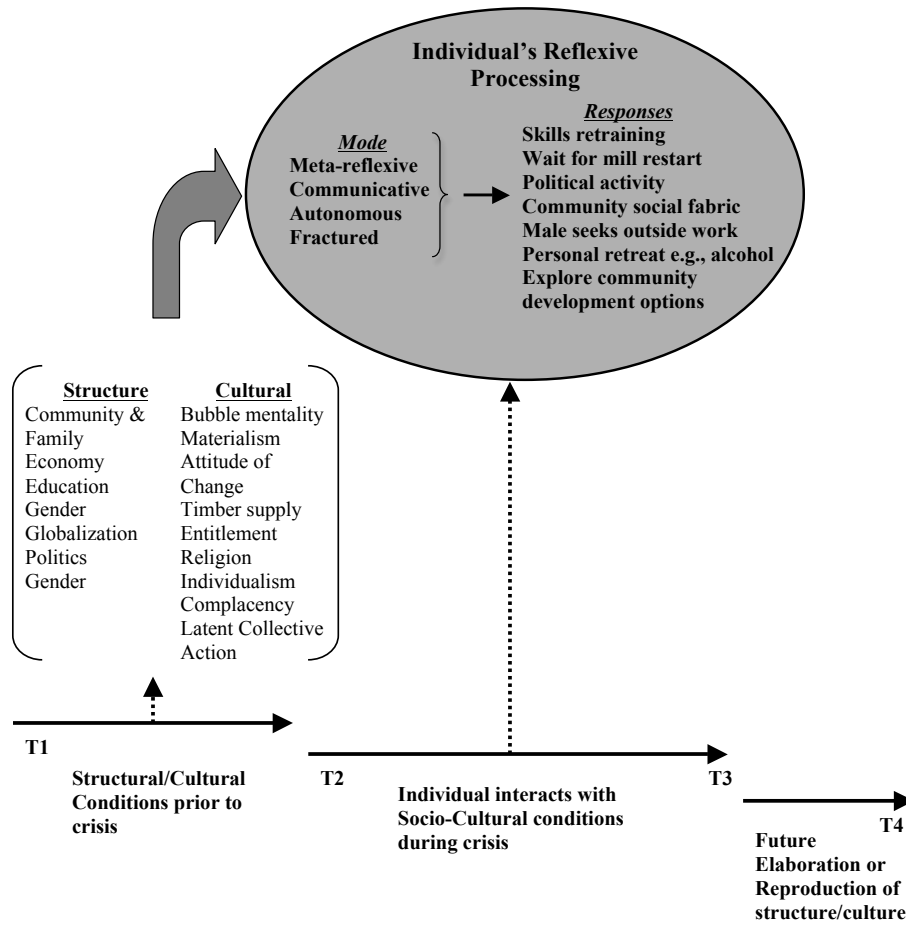 Individual's Reflexive
Processing
Mode
Meta-reflexive
Communicative
Autonomous
Fractured
Responses
Skills retraining
Wait for mill restart
Political activity
Community social fabric
Male seeks outside work
Personal retreat e.g., alcohol
Explore community
development options
Structure
Community &
Family
Economy
Education
Gender
Globalization
Politics
Gender
Cultural
Bubble mentality
Materialism
Attitude of
Change
Timber supply
Entitlement
Religion
Individualism
Complacency
Latent Collective
Action
T1
Structural/Cultural
Conditions prior to
crisis
T2
T3
Individual interacts with
Socio-Cultural conditions
during crisis
T4
Future
Elaboration or
Reproduction of
structure/culture